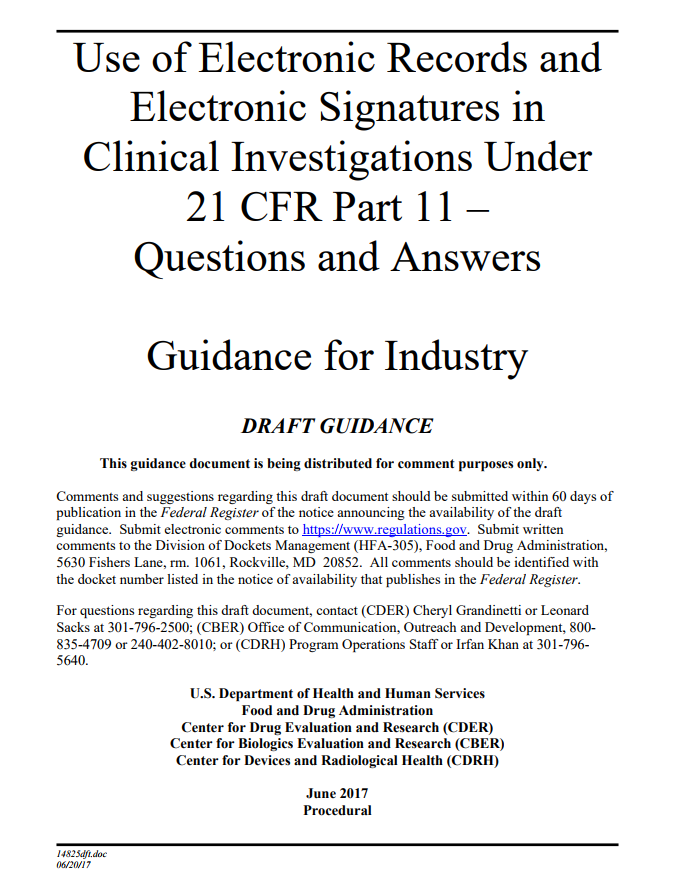 Use of Electronic Records and
Electronic Signatures in
Clinical Investigations Under
21 CFR Part 11 –
Questions and Answers
Guidance for Industry
DRAFT GUIDANCE
This guidance document is being distributed for comment purposes only.
Comments and suggestions regarding this draft document should be submitted within 60 days of
publication in the Federal Register of the notice announcing the availability of the draft
guidance.  Submit electronic comments to https://www.regulations.gov.  Submit written
comments to the Division of Dockets Management (HFA-305), Food and Drug Administration,
5630 Fishers Lane, rm. 1061, Rockville, MD  20852.  All comments should be identified with
the docket number listed in the notice of availability that publishes in the Federal Register.
For questions regarding this draft document, contact (CDER) Cheryl Grandinetti or Leonard
Sacks at 301-796-2500; (CBER) Office of Communication, Outreach and Development, 800-
835-4709 or 240-402-8010; or (CDRH) Program Operations Staff or Irfan Khan at 301-796-
5640.
U.S. Department of Health and Human Services
Food and Drug Administration
Center for Drug Evaluation and Research (CDER)
Center for Biologics Evaluation and Research (CBER)
Center for Devices and Radiological Health (CDRH)
June 2017
Procedural
14825dft.doc
06/20/17